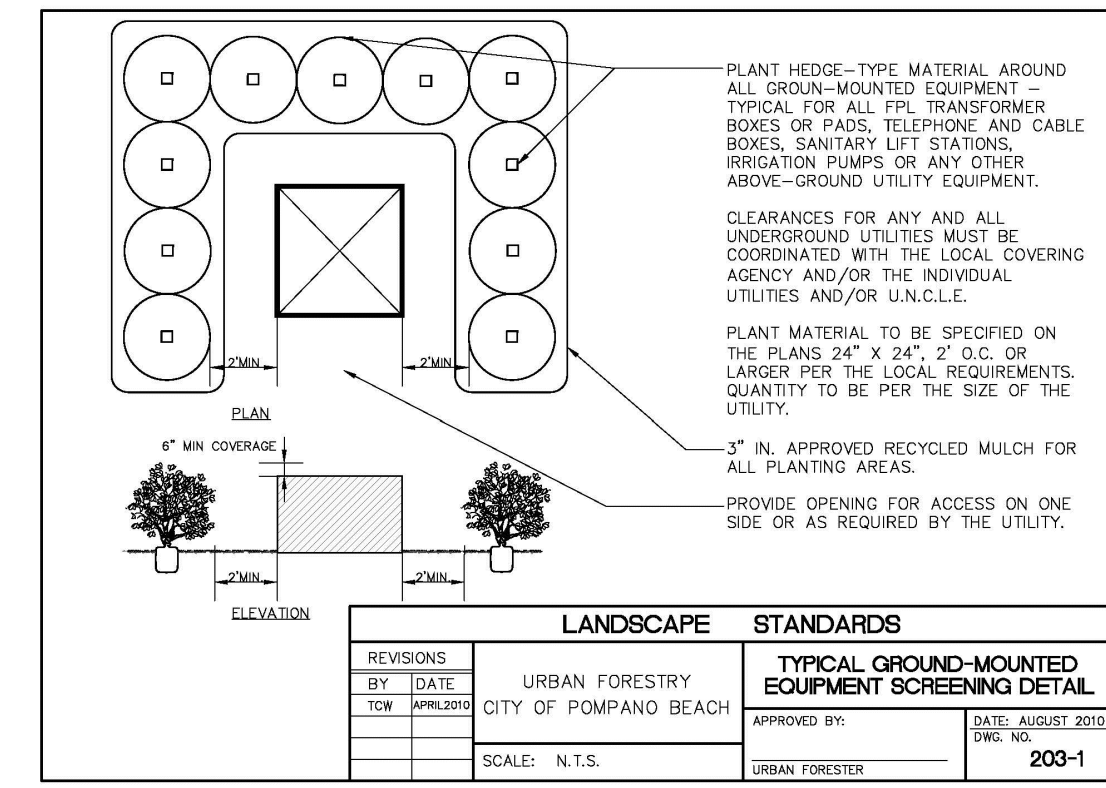 PLANT HEDGE-TYPE MATERIAL AROUND
ALL GROUN-MOUNTED EQUIPMENT -
TYPICAL FOR ALL FPL TRANSFORMER
BOXES OR PADS, TELEPHONE AND CABLE
BOXES, SANITARY LIFT STATIONS,
IRRIGATION PUMPS OR ANY OTHER
ABOVE-GROUND UTILITY EQUIPMENT.
CLEARANCES FOR ANY AND ALL
UNDERGROUND UTILITIES MUST BE
COORDINATED WITH THE LOCAL COVERING
AGENCY AND/OR THE INDIVIDUAL
UTILITIES AND/OR U.N.C.L.E.
PLANT MATERIAL TO BE SPECIFIED ON
THE PLANS 24" X 24", 2' O.C. OR
LARGER PER THE LOCAL REQUIREMENTS.
QUANTITY TO BE PER THE SIZE OF THE
UTILITY.
3" IN. APPROVED RECYCLED MULCH FOR
ALL PLANTING AREAS.
PROVIDE OPENING FOR ACCESS ON ONE
SIDE OR AS REQUIRED BY THE UTILITY.
2'MIN.
2'MIN.
PLAN
6" MIN COVERAGE
2'MIN.
2'MIN.
ELEVATION
LANDSCAPE STANDARDS
REVISIONS
BY DATE
TCW APRIL2010
URBAN FORESTRY
CITY OF POMPANO BEACH
SCALE: N.T.S.
TYPICAL GROUND-MOUNTED
EQUIPMENT SCREENING DETAIL
APPROVED BY:
URBAN FORESTER
DATE: AUGUST 2010
DWG. NO.
203-1